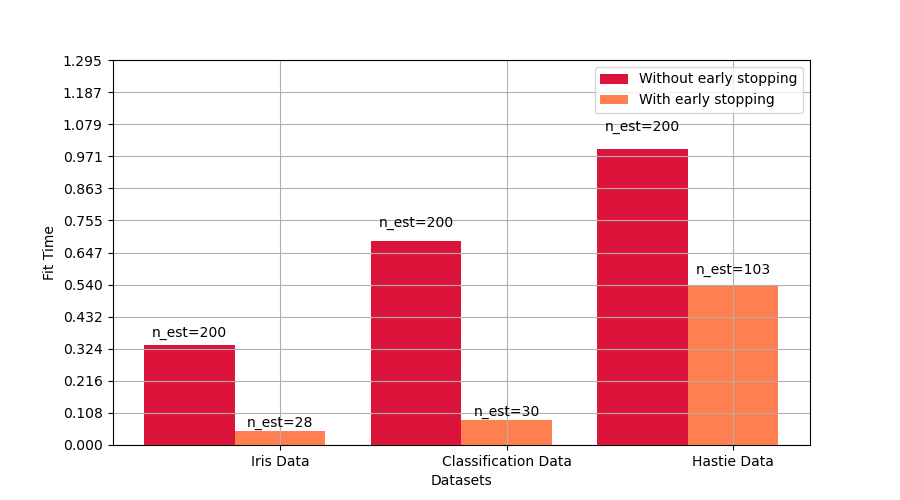 1.295
1.187
1.079
0.971
0.863
0.755
0.647
0.540
0.432
0.324
0.216
0.108
0.000
Fit Time
Without early stopping
With early stopping
n_est=200
n_est=28
n_est=200
n_est=30
n_est=200
n_est=103
Iris Data
Classification Data
Hastie Data
Datasets